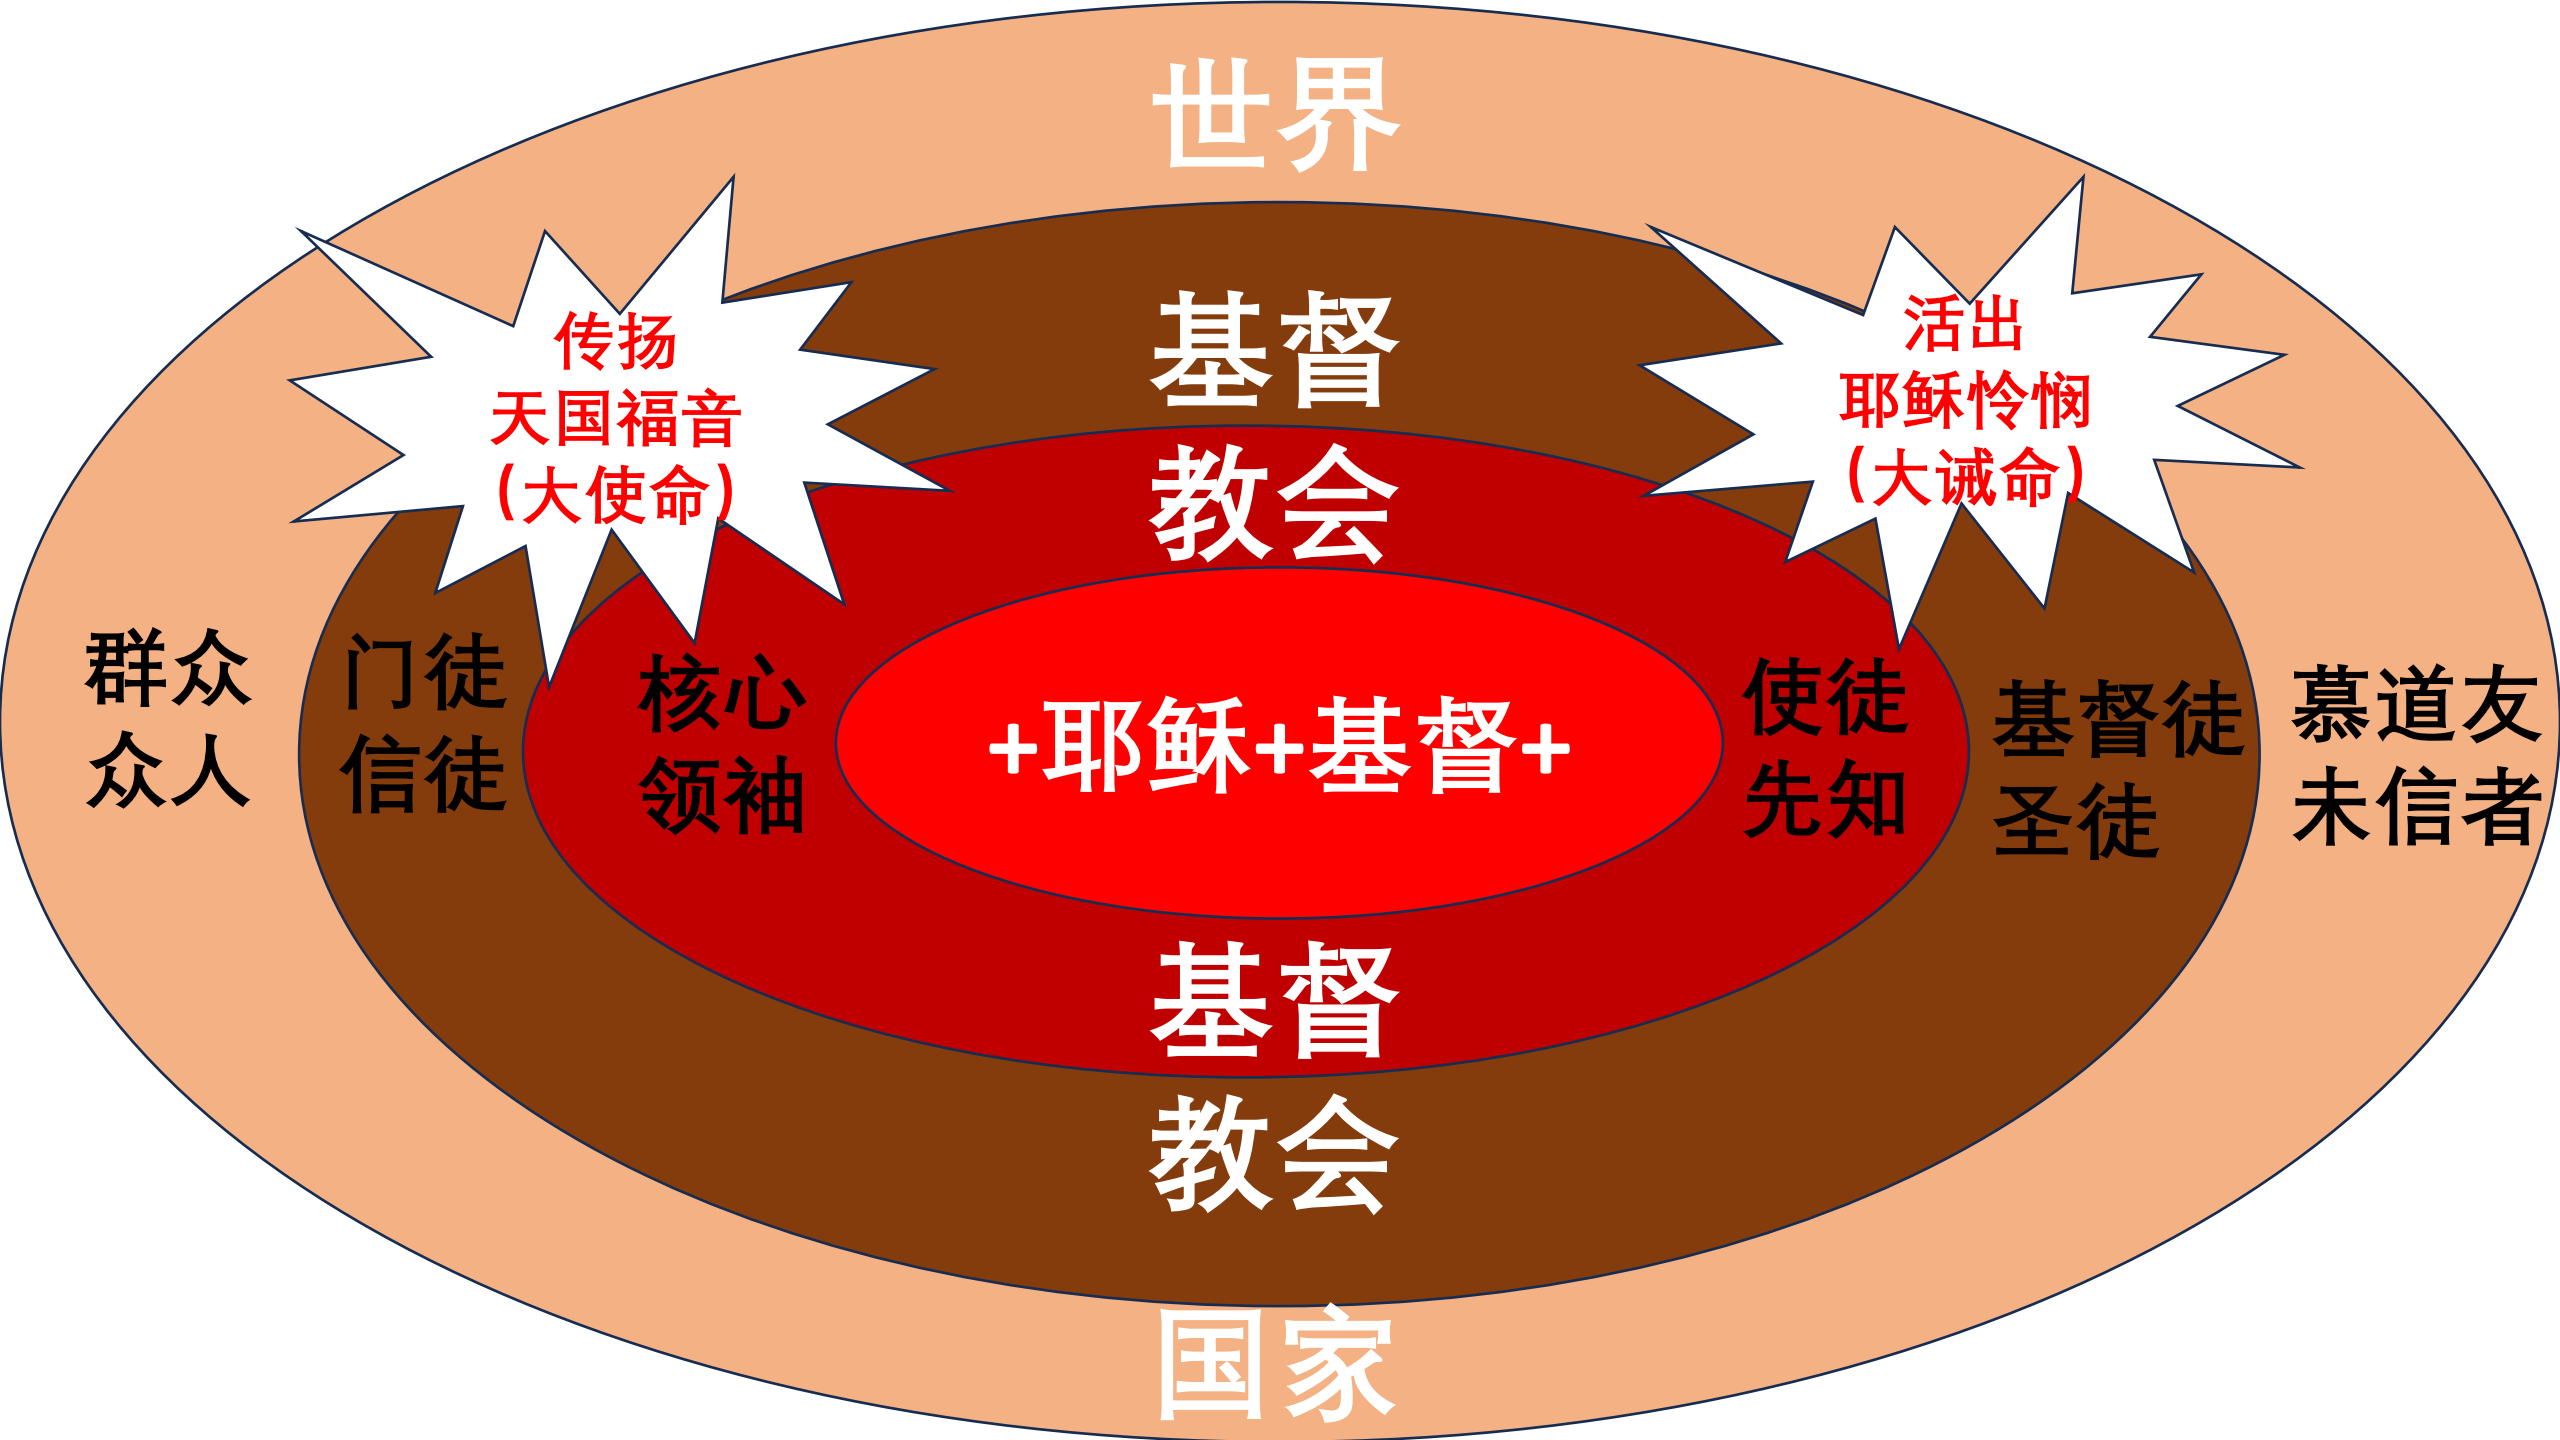 世界
基督
教会
传扬
天国福音
(大使命)
活出
耶稣怜悯
(大诫命)
群众
众人
门徒
信徒
核心
领袖
+耶稣+基督+
使徒
先知
基督徒
圣徒
慕道友
未信者
基督
教会
国家